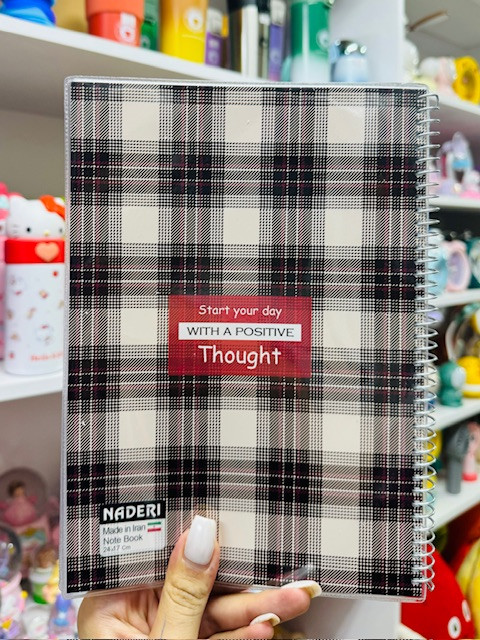 Start your day
WITH A POSITIVE
Thought
NADERI
Made in Iran
Note Book